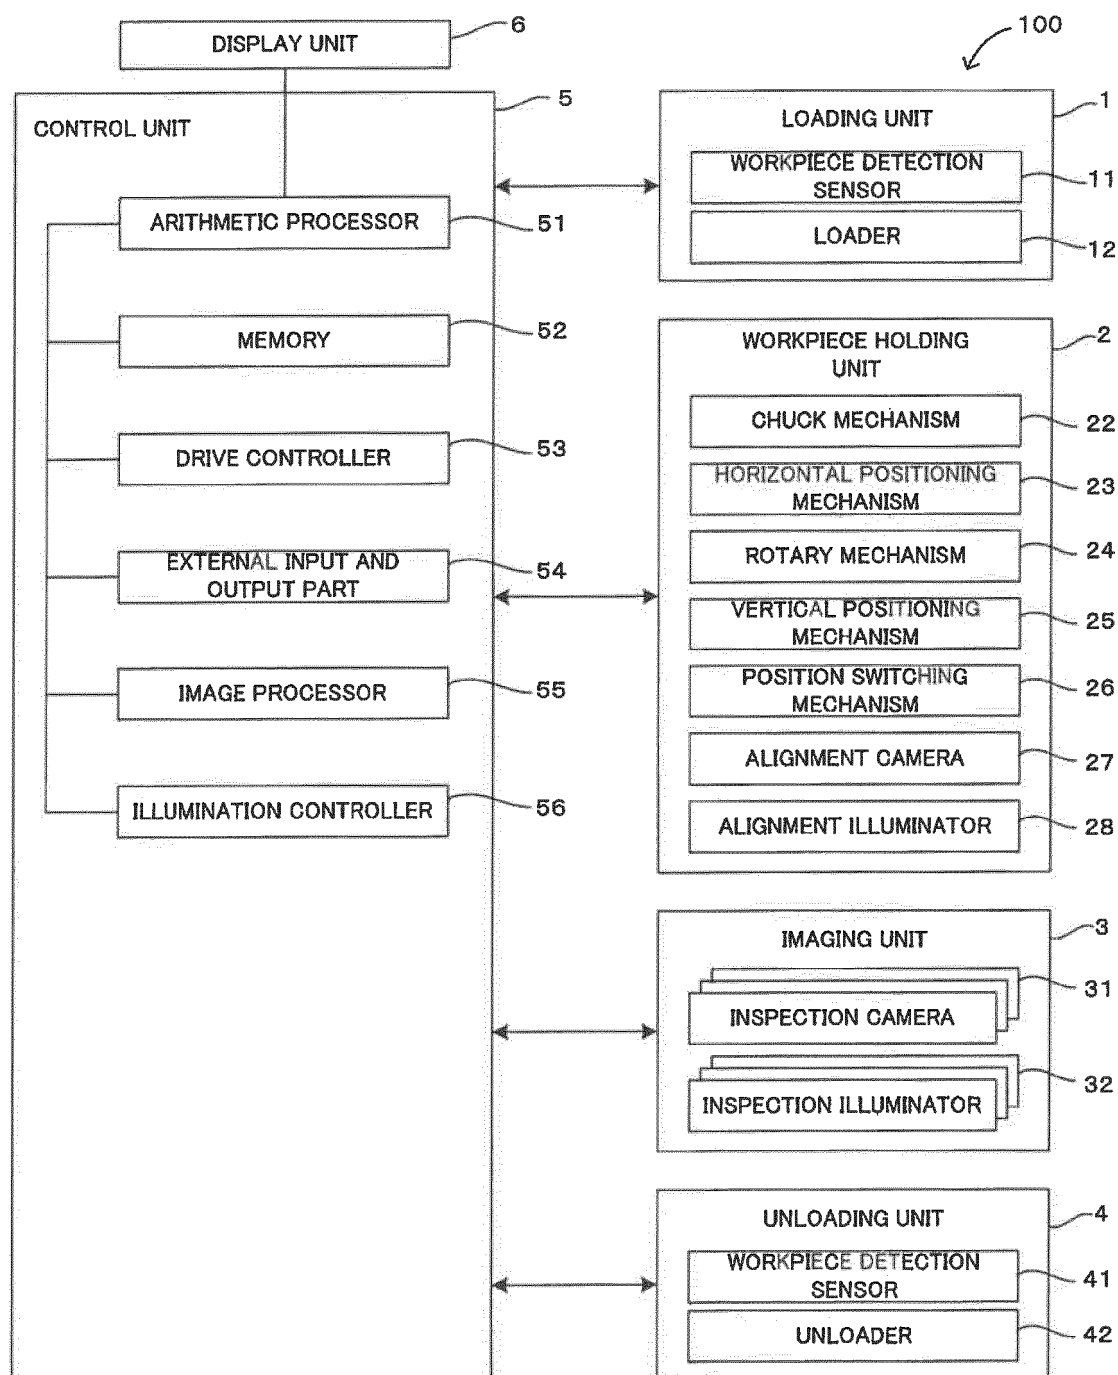 DISPLAY UNIT
6
100
CONTROL UNIT
5
ARITHMETIC PROCESSOR
51
MEMORY
52
DRIVE CONTROLLER
53
EXTERNAL INPUT AND
OUTPUT PART
54
IMAGE PROCESSOR
55
ILLUMINATION CONTROLLER
56
LOADING UNIT
1
WORKPIECE DETECTION
SENSOR
11
LOADER
12
WORKPIECE HOLDING
UNIT
2
CHUCK MECHANISM
22
HORIZONTAL POSITIONING
MECHANISM
23
ROTARY MECHANISM
24
VERTICAL POSITIONING
MECHANISM
25
POSITION SWITCHING
MECHANISM
26
ALIGNMENT CAMERA
27
ALIGNMENT ILLUMINATOR
28
IMAGING UNIT
3
INSPECTION CAMERA
31
INSPECTION ILLUMINATOR
32
UNLOADING UNIT
4
WORKPIECE DETECTION
SENSOR
41
UNLOADER
42